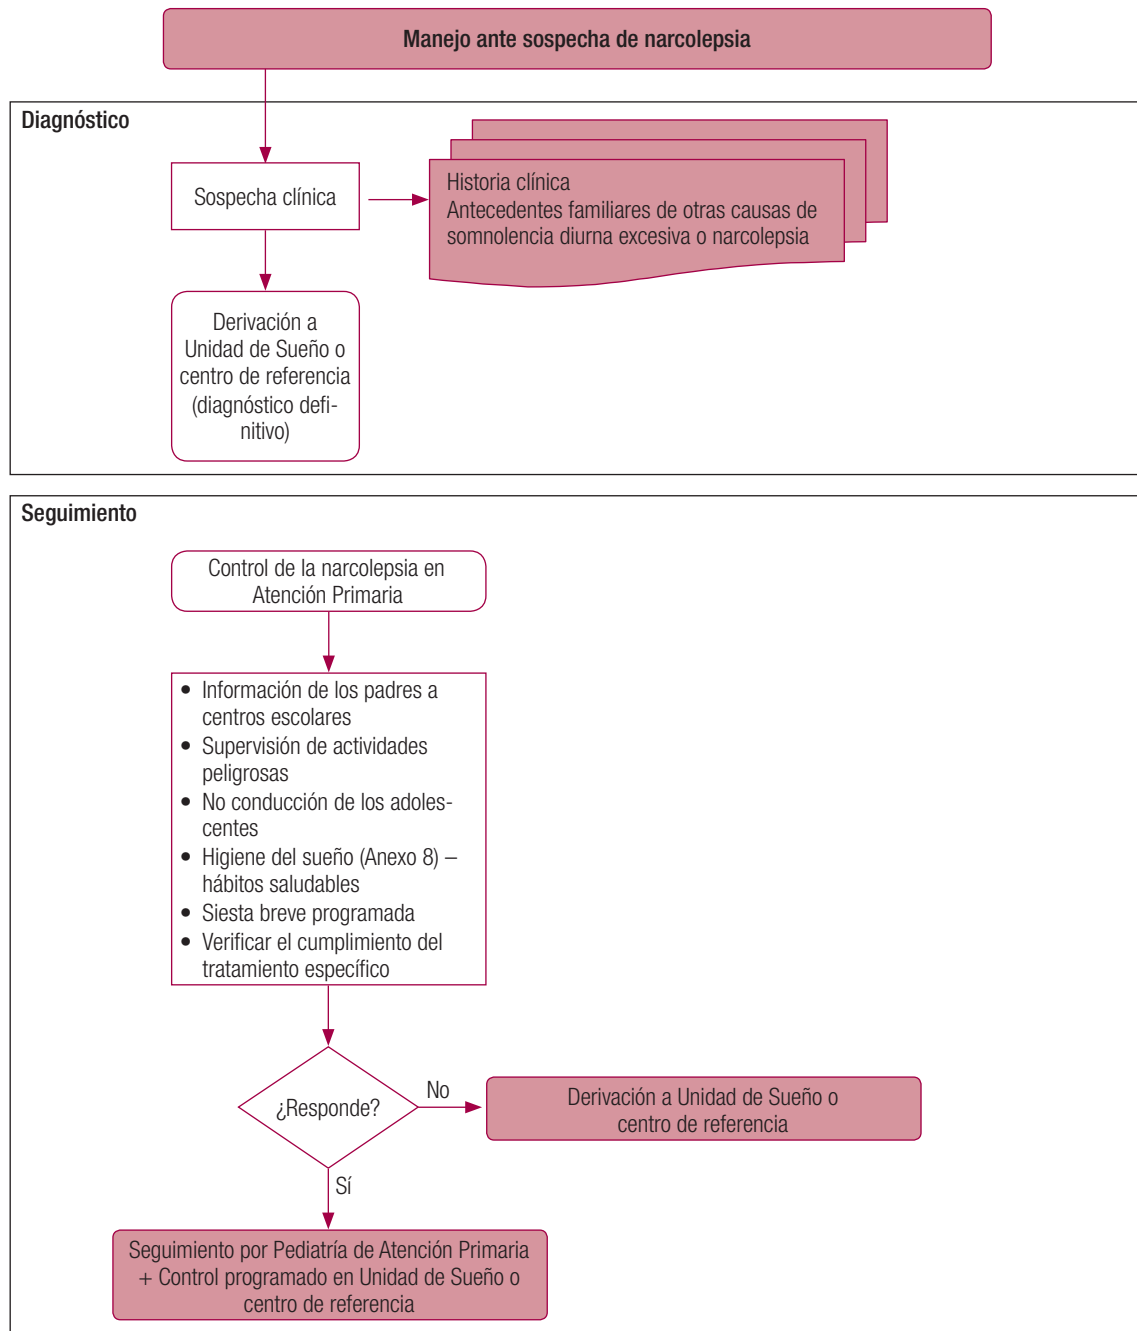 Manejo ante sospecha de narcolepsia
Diagnóstico
Sospecha clínica
Historia clínica
Antecedentes familiares de otras causas de
somnolencia diurna excesiva o narcolepsia
Derivación a
Unidad de Sueño o
centro de referencia
(diagnóstico defi-
nitivo)
Seguimiento
Control de la narcolepsia en
Atención Primaria
• Información de los padres a
centros escolares
• Supervisión de actividades
peligrosas
• No conducción de los adoles-
centes
• Higiene del sueño (Anexo 8) –
hábitos saludables
• Siesta breve programada
• Verificar el cumplimiento del
tratamiento específico
¿Responde?
No
Derivación a Unidad de Sueño o
centro de referencia
Sí
Seguimiento por Pediatría de Atención Primaria
+ Control programado en Unidad de Sueño o
centro de referencia